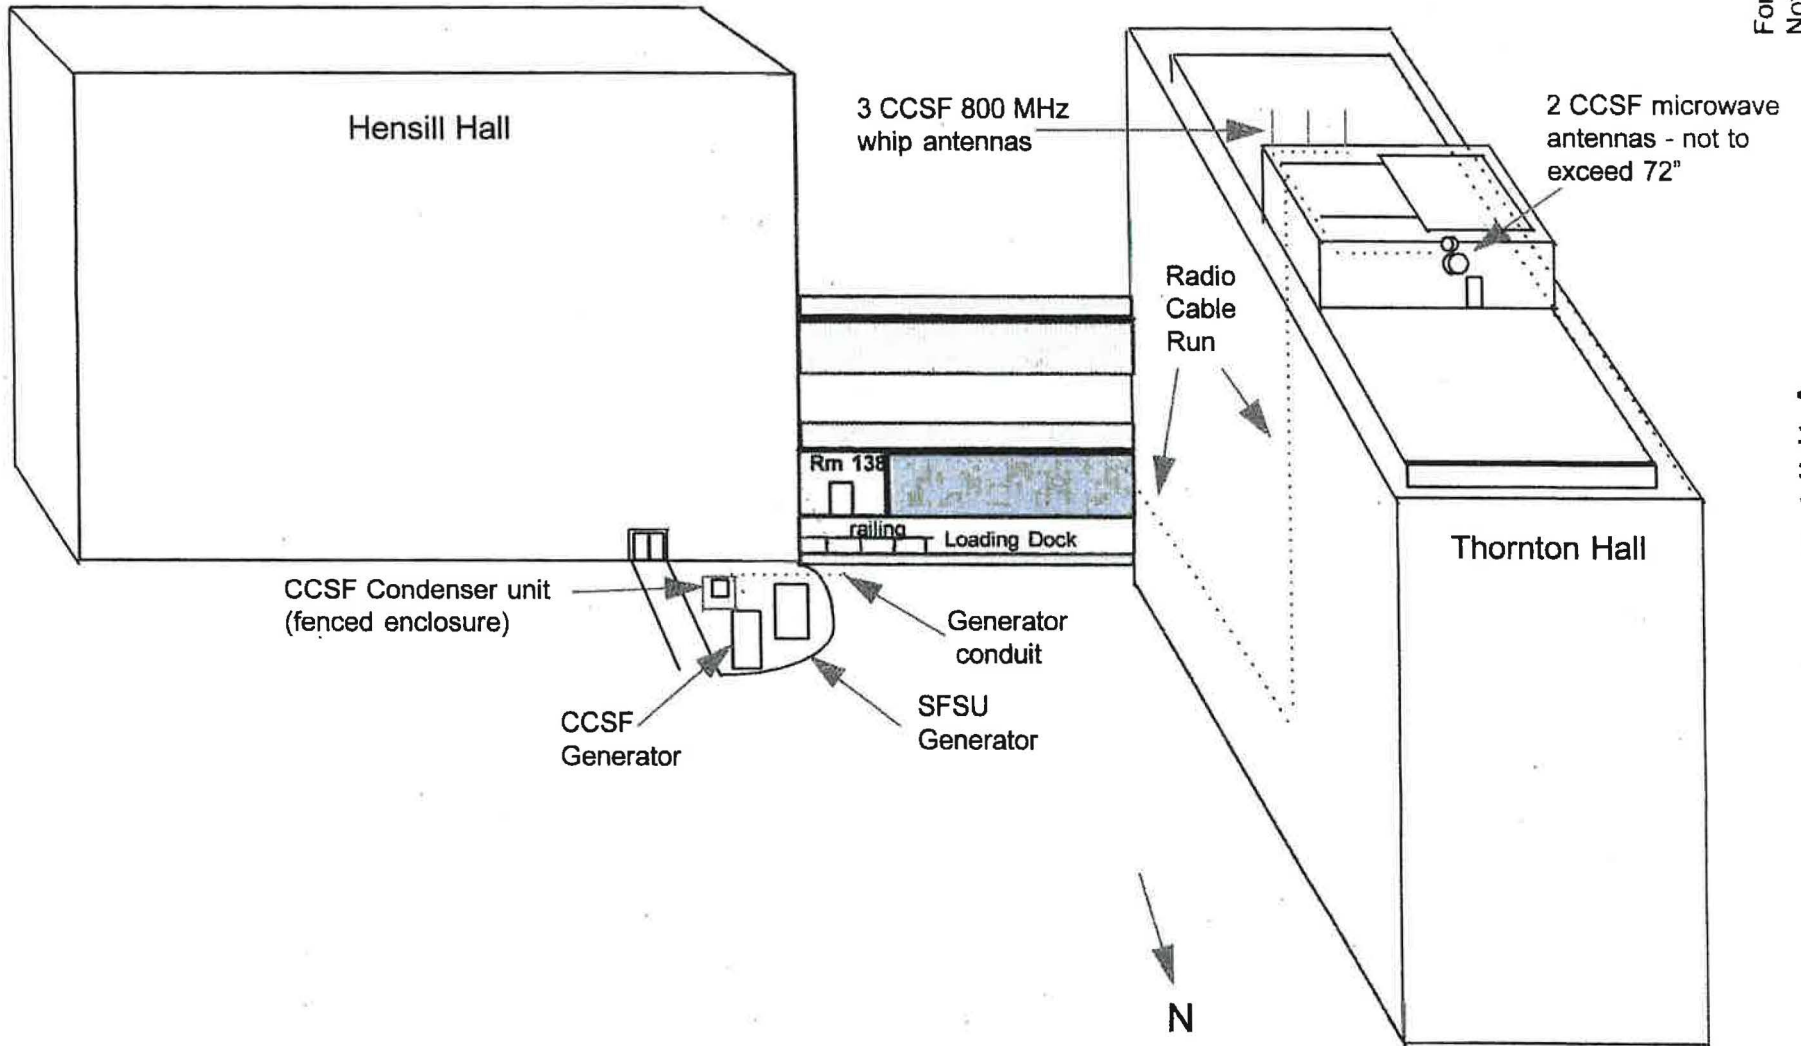 Hensill Hall
3 CCSF 800 MHz
whip antennas
2 CCSF microwave
antennas - not to
exceed 72"
Radio
Cable
Run
Rm 138
railing
Loading Dock
Thornton Hall
CCSF Condenser unit
(fenced enclosure)
Generator
conduit
CCSF
Generator
SFSU
Generator
N